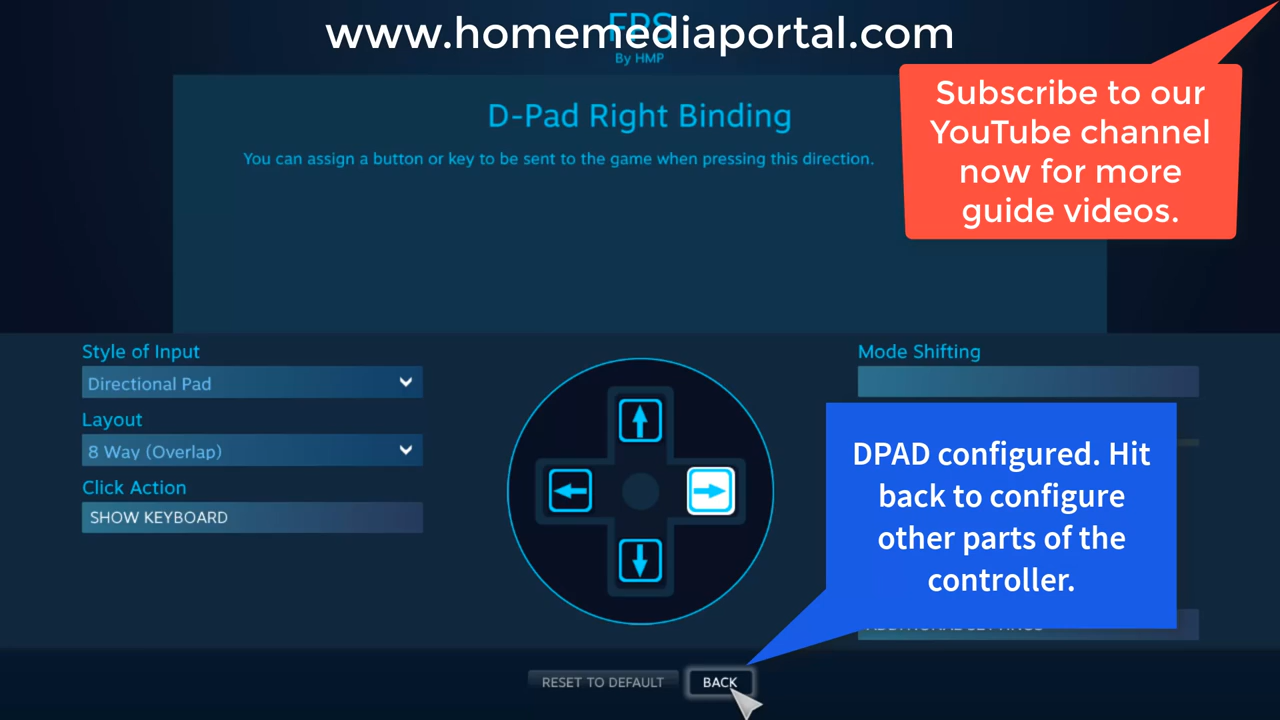 www.homemediaportal.com
FPS
By HMP
Subscribe to our
YouTube channel
now for more
guide videos.
D-Pad Right Binding
You can assign a button or key to be sent to the game when pressing this direction.
Style of Input
Directional Pad
Layout
8 Way (Overlap)
Click Action
SHOW KEYBOARD
Mode Shifting
DPAD configured. Hit
back to configure
other parts of the
controller.
RESET TO DEFAULT
BACK